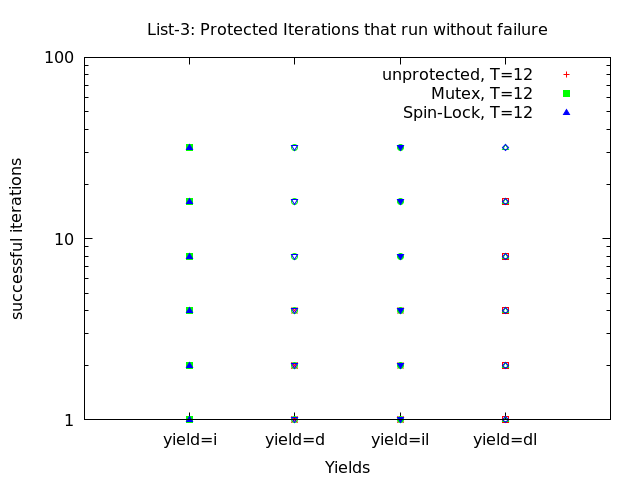 List-3: Protected Iterations that run without failure
100
unprotected, T=12
Mutex, T=12
Spin-Lock, T=12
successful iterations
10
1
yield=i yield=d yield=il yield=dl
Yields